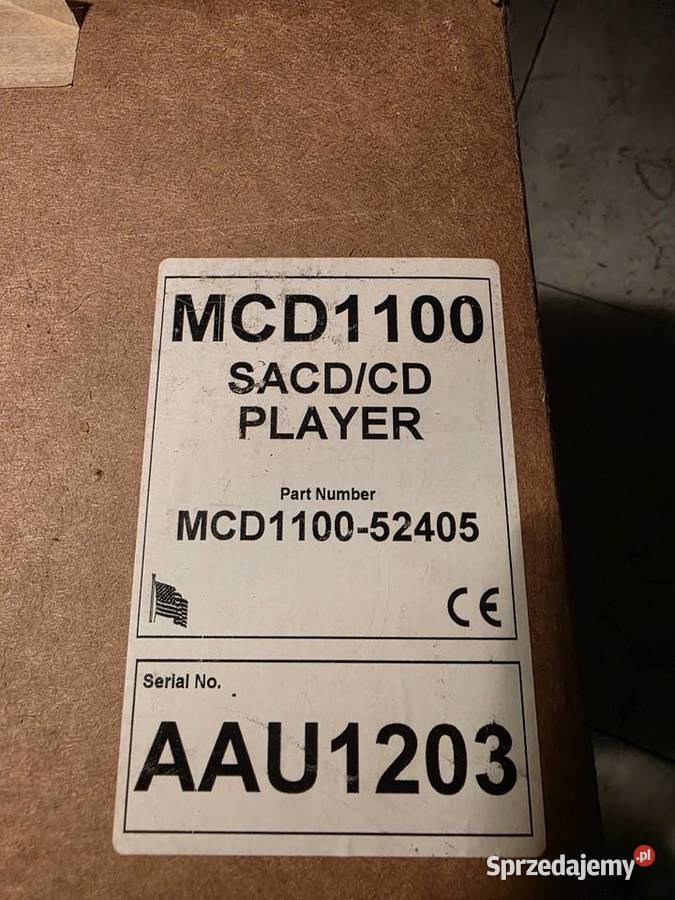 MCD1100
SACD/CD
PLAYER
Part Number
MCD1100-52405
CE
Serial No.
AAU1203
Sprzedajemy.pl